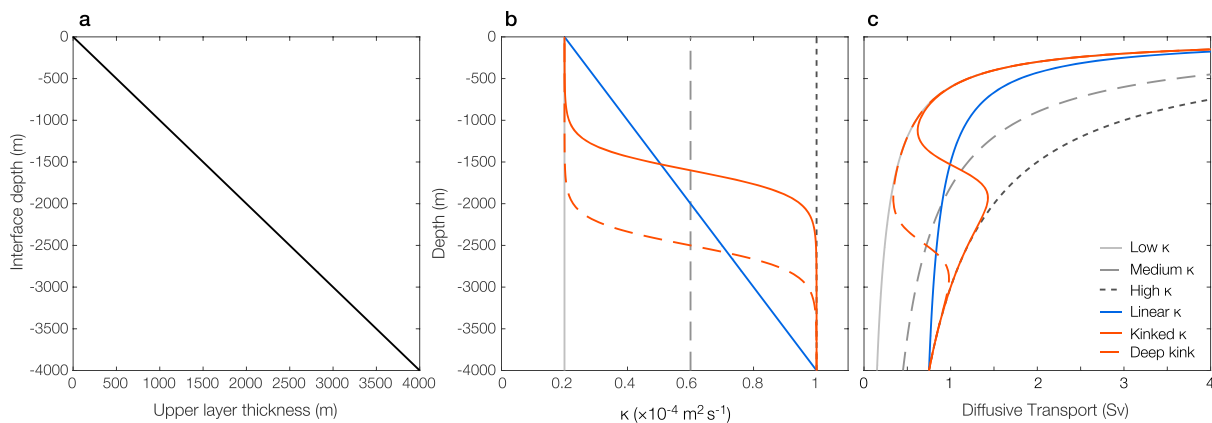 a
0
-500
-1000
-1500
-2000
-2500
-3000
-3500
-4000
Interface depth (m)
0 500 1000 1500 2000 2500 3000 3500 4000
Upper layer thickness (m)
b
0
-500
-1000
-1500
-2000
-2500
-3000
-3500
-4000
Depth (m)
0 0.2 0.4 0.6 0.8 1
κ (×10⁻⁴ m² s⁻¹)
c
Low κ
Medium κ
High κ
Linear κ
Kinked κ
Deep kink
0 1 2 3 4
Diffusive Transport (Sv)